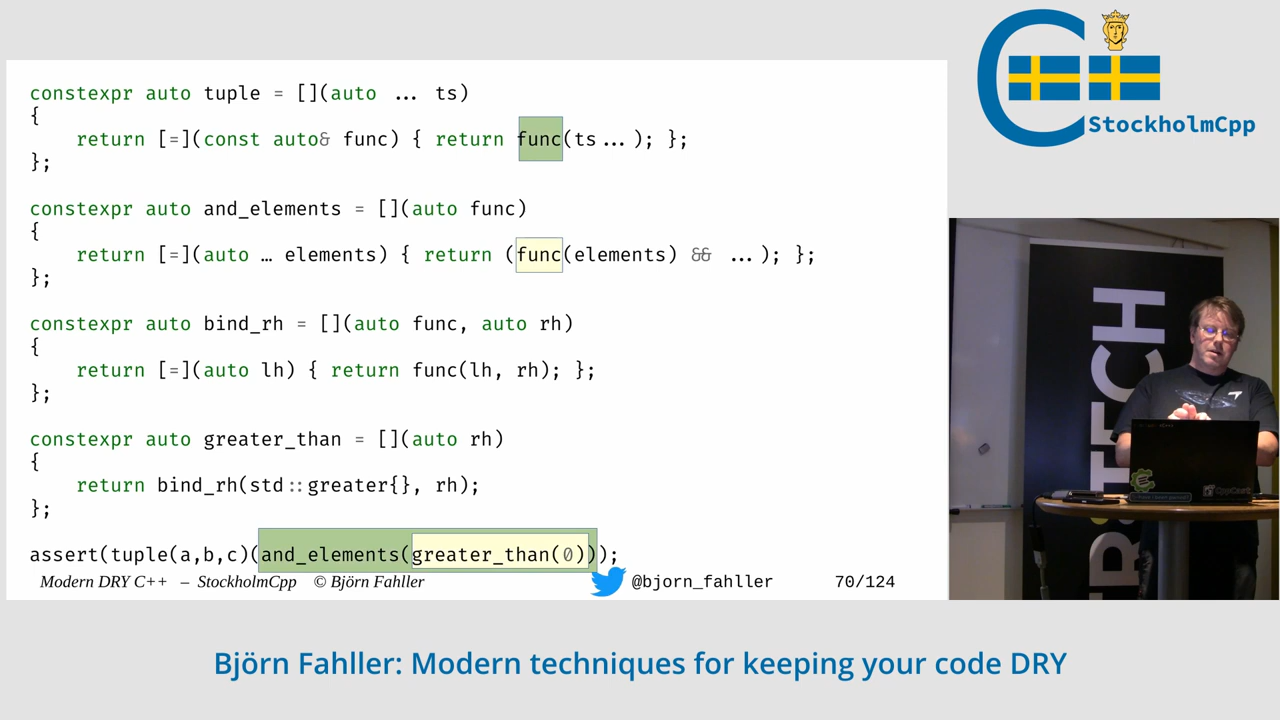 constexpr auto tuple = [](auto … ts)
{
    return [=](const auto& func) { return func(ts…); };
};
constexpr auto and_elements = [](auto func)
{
    return [=](auto … elements) { return (func(elements) && …); };
};
constexpr auto bind_rh = [](auto func, auto rh)
{
    return [=](auto lh) { return func(lh, rh); };
};
constexpr auto greater_than = [](auto rh)
{
    return bind_rh(std::greater{}, rh);
};
assert(tuple(a,b,c)(and_elements(greater_than(0)));
Modern DRY C++ – StockholmCpp © Björn Fahller @bjorn_fahller 70/124
StockholmCpp
Björn Fahller: Modern techniques for keeping your code DRY